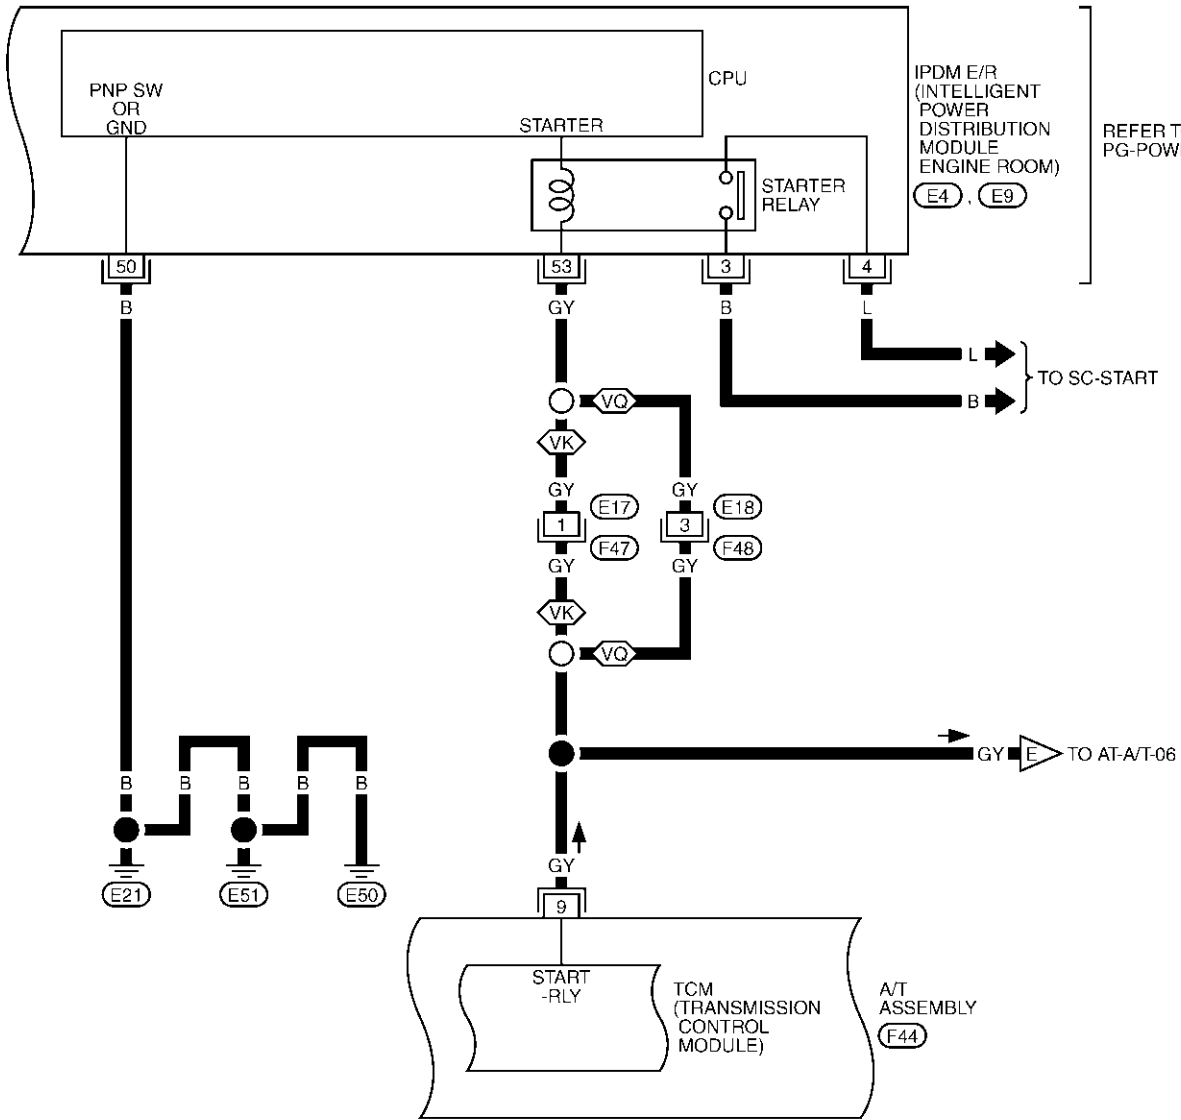 PNP SW
OR
GND
CPU
STARTER
STARTER
RELAY
IPDM E/R
(INTELLIGENT
POWER
DISTRIBUTION
MODULE
ENGINE ROOM)
E4 , E9
REFER T
PG-POW
50
53
3
4
B
GY
B
L
L
B
TO SC-START
VQ
VK
GY
GY
E17
E18
1
3
F47
F48
GY
GY
VK
VQ
GY
E
TO AT-A/T-06
B
B
B
B
B
E21
E51
E50
GY
9
START
-RLY
TCM
(TRANSMISSION
CONTROL
MODULE)
A/T
ASSEMBLY
F44